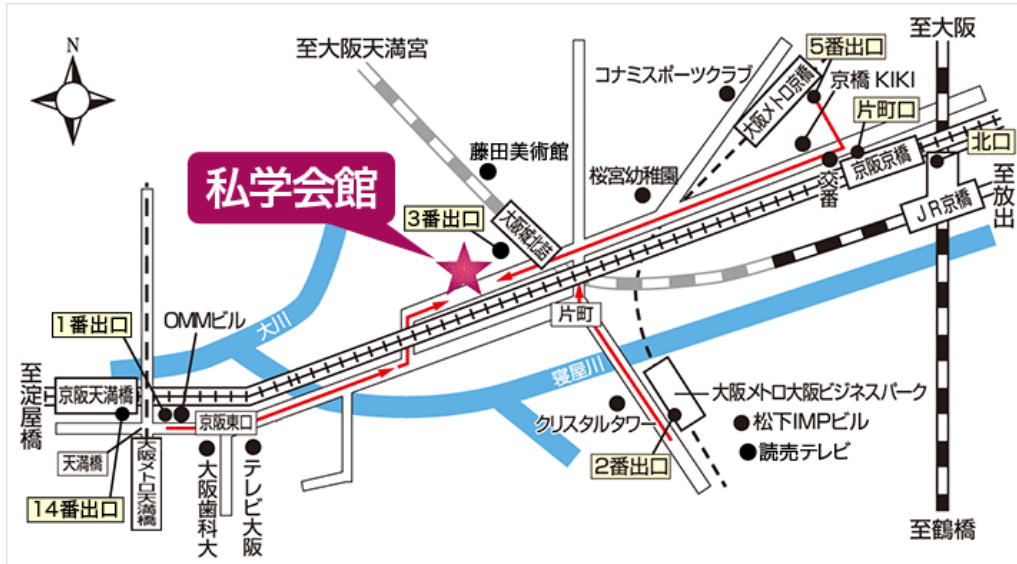 N
至大阪天満宮
至大阪
5番出口
コナミスポーツクラブ
大阪メトロ京橋
京橋 KIKI
片町口
藤田美術館
京阪京橋
北口
私学会館
桜宮幼稚園
交番
至放出
3番出口
大阪城北詰
JR京橋
大川
片町
1番出口
OMMビル
寝屋川
至淀屋橋
京阪天満橋
大阪メトロ大阪ビジネスパーク
京阪東口
クリスタルタワー
松下IMPビル
天満橋
読売テレビ
2番出口
14番出口
大阪メトロ天満橋
大阪歯科大
テレビ大阪
至鶴橋